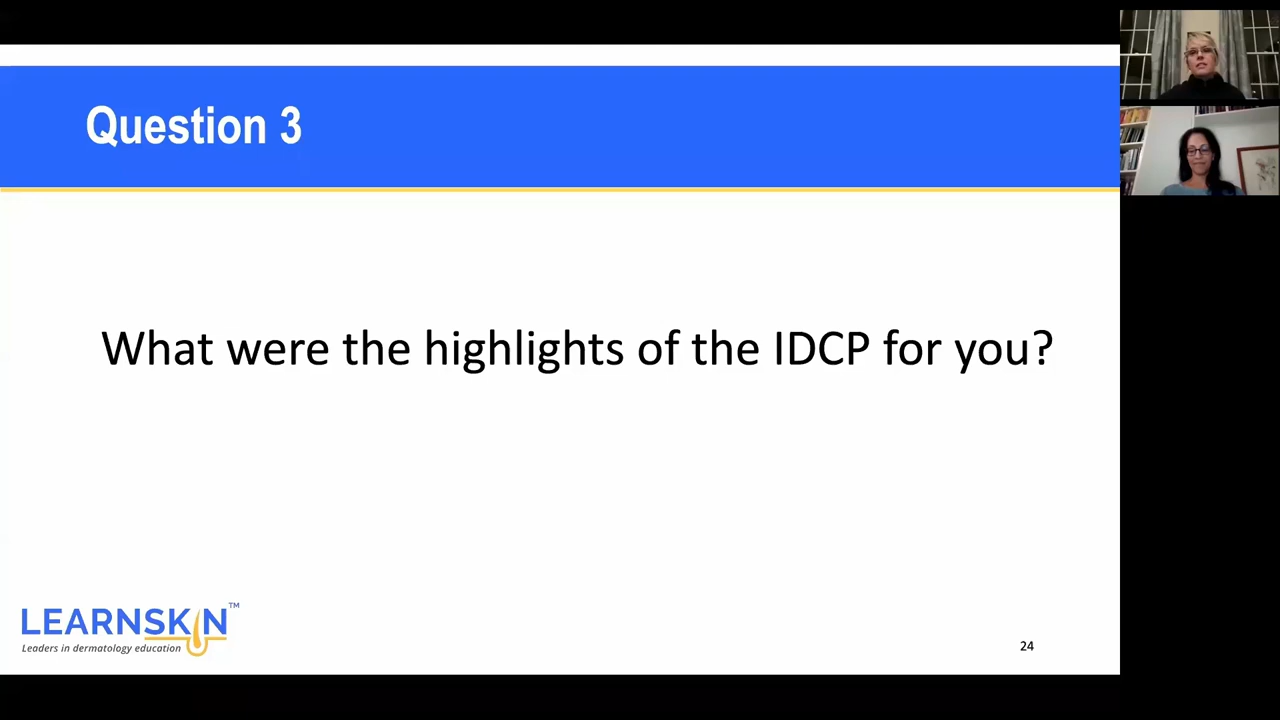 Question 3
What were the highlights of the IDCP for you?
LEARNSKIN™
Leaders in dermatology education
24